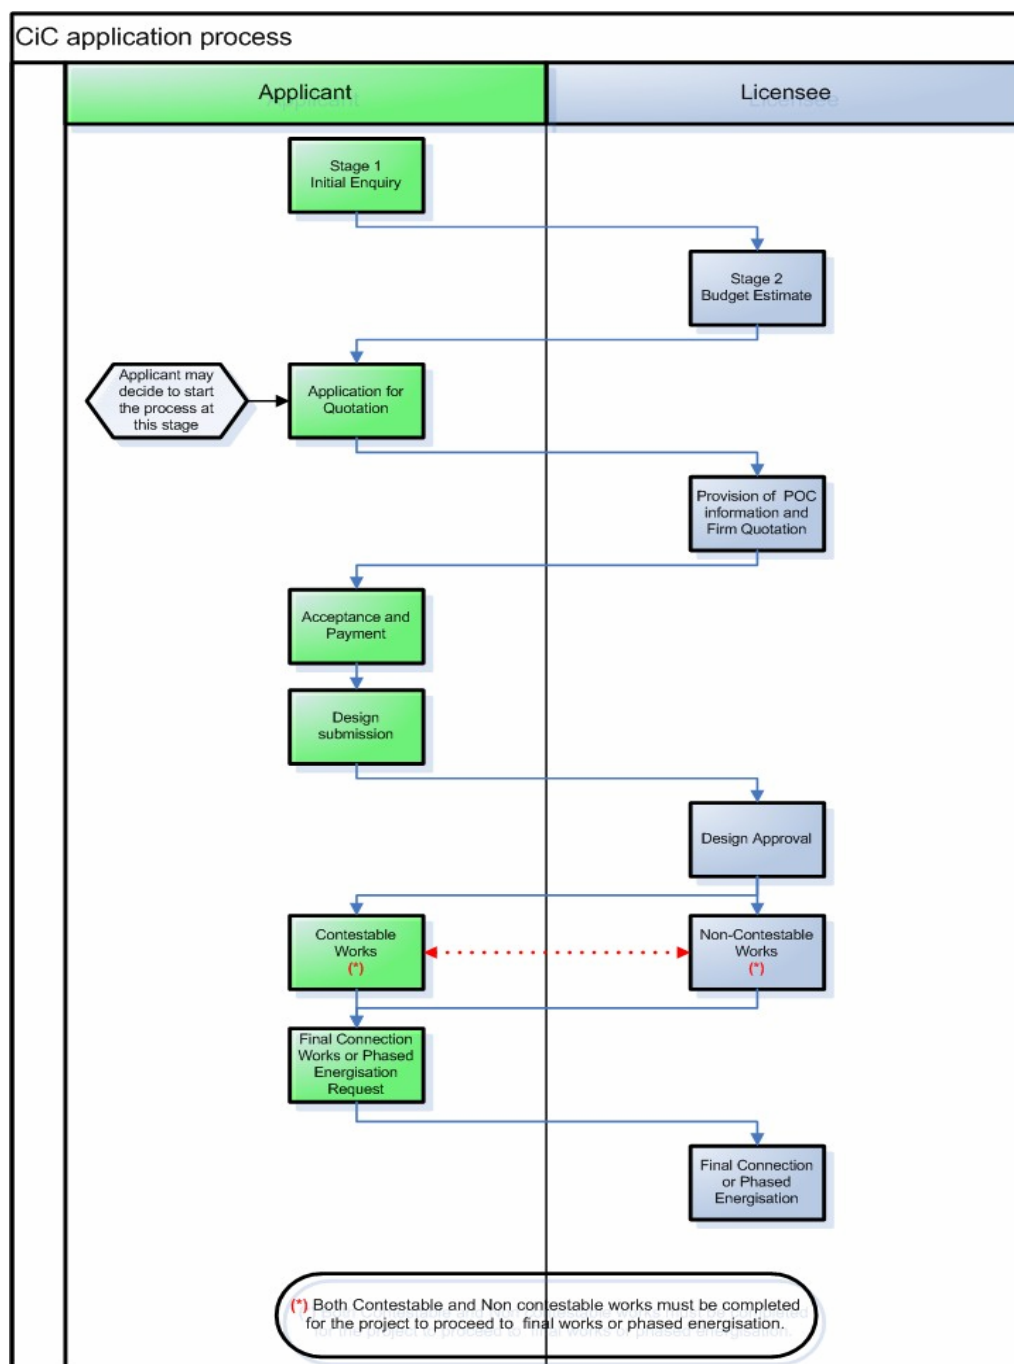 CiC application process
Applicant
Licensee
Stage 1
Initial Enquiry
Stage 2
Budget Estimate
Applicant may
decide to start
the process at
this stage
Application for
Quotation
Provision of POC
information and
Firm Quotation
Acceptance and
Payment
Design
submission
Design Approval
Contestable
Works
(*)
Non-Contestable
Works
(*)
Final Connection
Works or Phased
Energisation
Request
Final Connection
or Phased
Energisation
(*) Both Contestable and Non contestable works must be completed
for the project to proceed to final works or phased energisation.